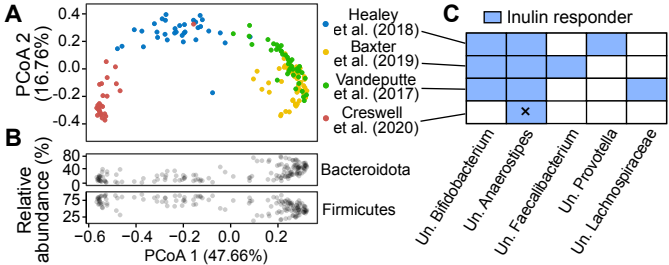 A
PCoA 2
(16.76%)
0.4
0.2
0.0
−0.2
−0.4
Healey
et al. (2018)
Baxter
et al. (2019)
Vandeputte
et al. (2017)
Creswell
et al. (2020)
B
Relative
abundance (%)
80
40
0
Bacteroidota
75
25
Firmicutes
−0.6
−0.4
−0.2
0.0
0.2
PCoA 1 (47.66%)
C
Inulin responder
×
Un. Bifidobacterium
Un. Anaerostipes
Un. Faecalibacterium
Un. Provotella
Un. Lachnospiraceae